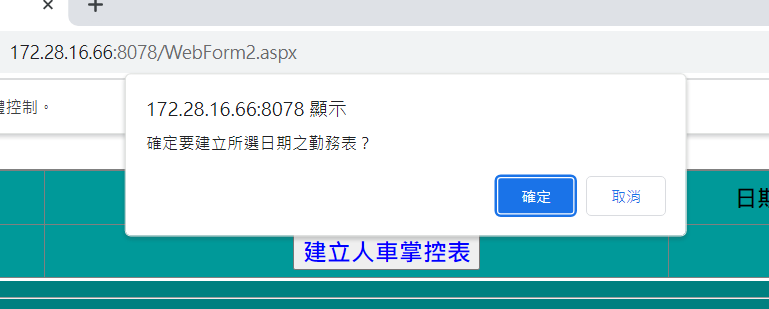 172.28.16.66:8078/WebForm2.aspx
控制。
172.28.16.66:8078 顯示
確定要建立所選日期之勤務表？
確定
取消
日期
建立人車掌控表